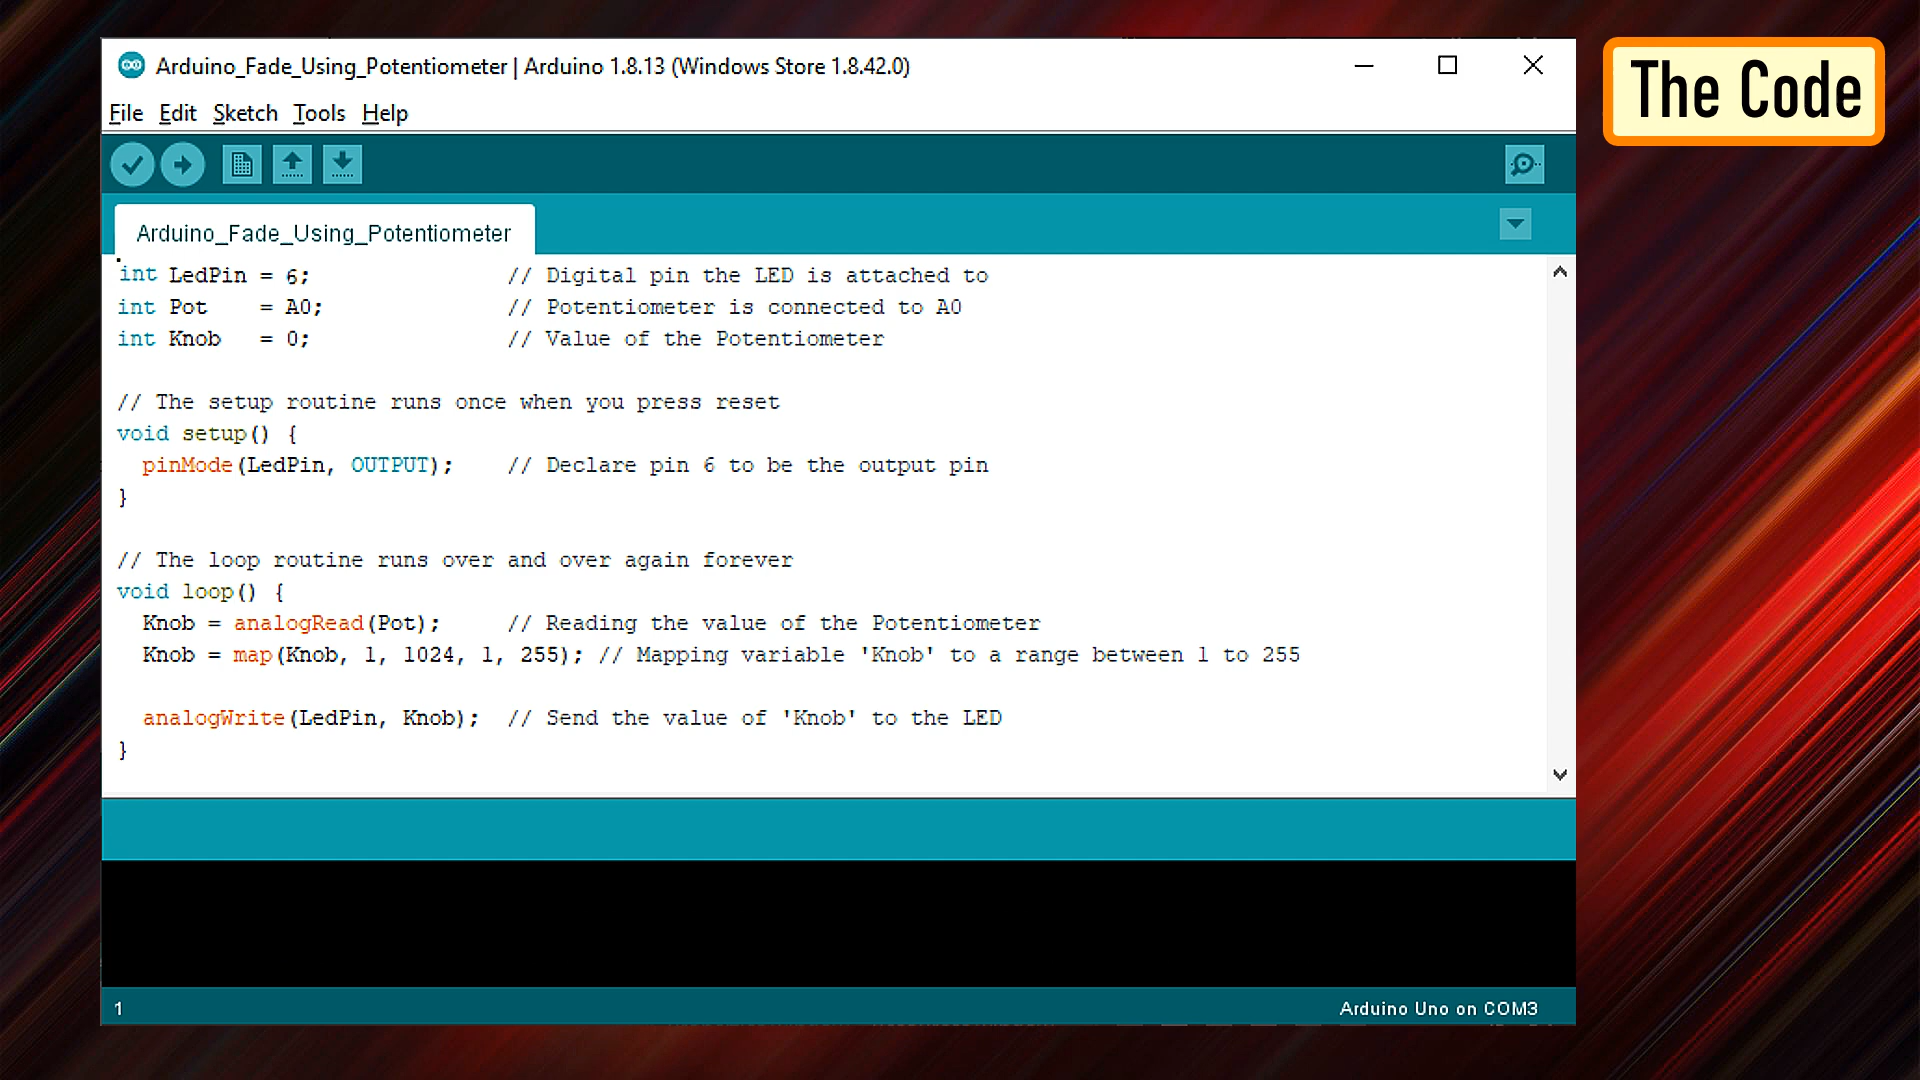 Arduino_Fade_Using_Potentiometer | Arduino 1.8.13 (Windows Store 1.8.42.0)
The Code
File Edit Sketch Tools Help
Arduino_Fade_Using_Potentiometer
int LedPin = 6;               // Digital pin the LED is attached to
int Pot    = A0;              // Potentiometer is connected to A0
int Knob   = 0;               // Value of the Potentiometer
// The setup routine runs once when you press reset
void setup() {
  pinMode(LedPin, OUTPUT);    // Declare pin 6 to be the output pin
}
// The loop routine runs over and over again forever
void loop() {
  Knob = analogRead(Pot);     // Reading the value of the Potentiometer
  Knob = map(Knob, 1, 1024, 1, 255); // Mapping variable 'Knob' to a range between 1 to 255
  analogWrite(LedPin, Knob);  // Send the value of 'Knob' to the LED
}
1
Arduino Uno on COM3